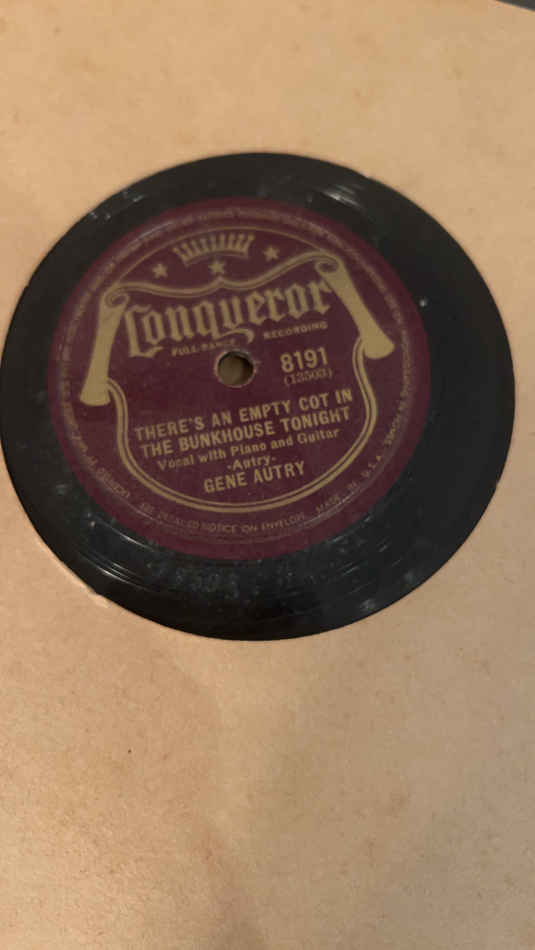 Conqueror
FULL-RANGE RECORDING
8191
(13503)
THERE'S AN EMPTY COT IN
THE BUNKHOUSE TONIGHT
Vocal with Piano and Guitar
-Autry-
GENE AUTRY
SEE DETAILED NOTICE ON ENVELOPE. MADE IN U.S.A.